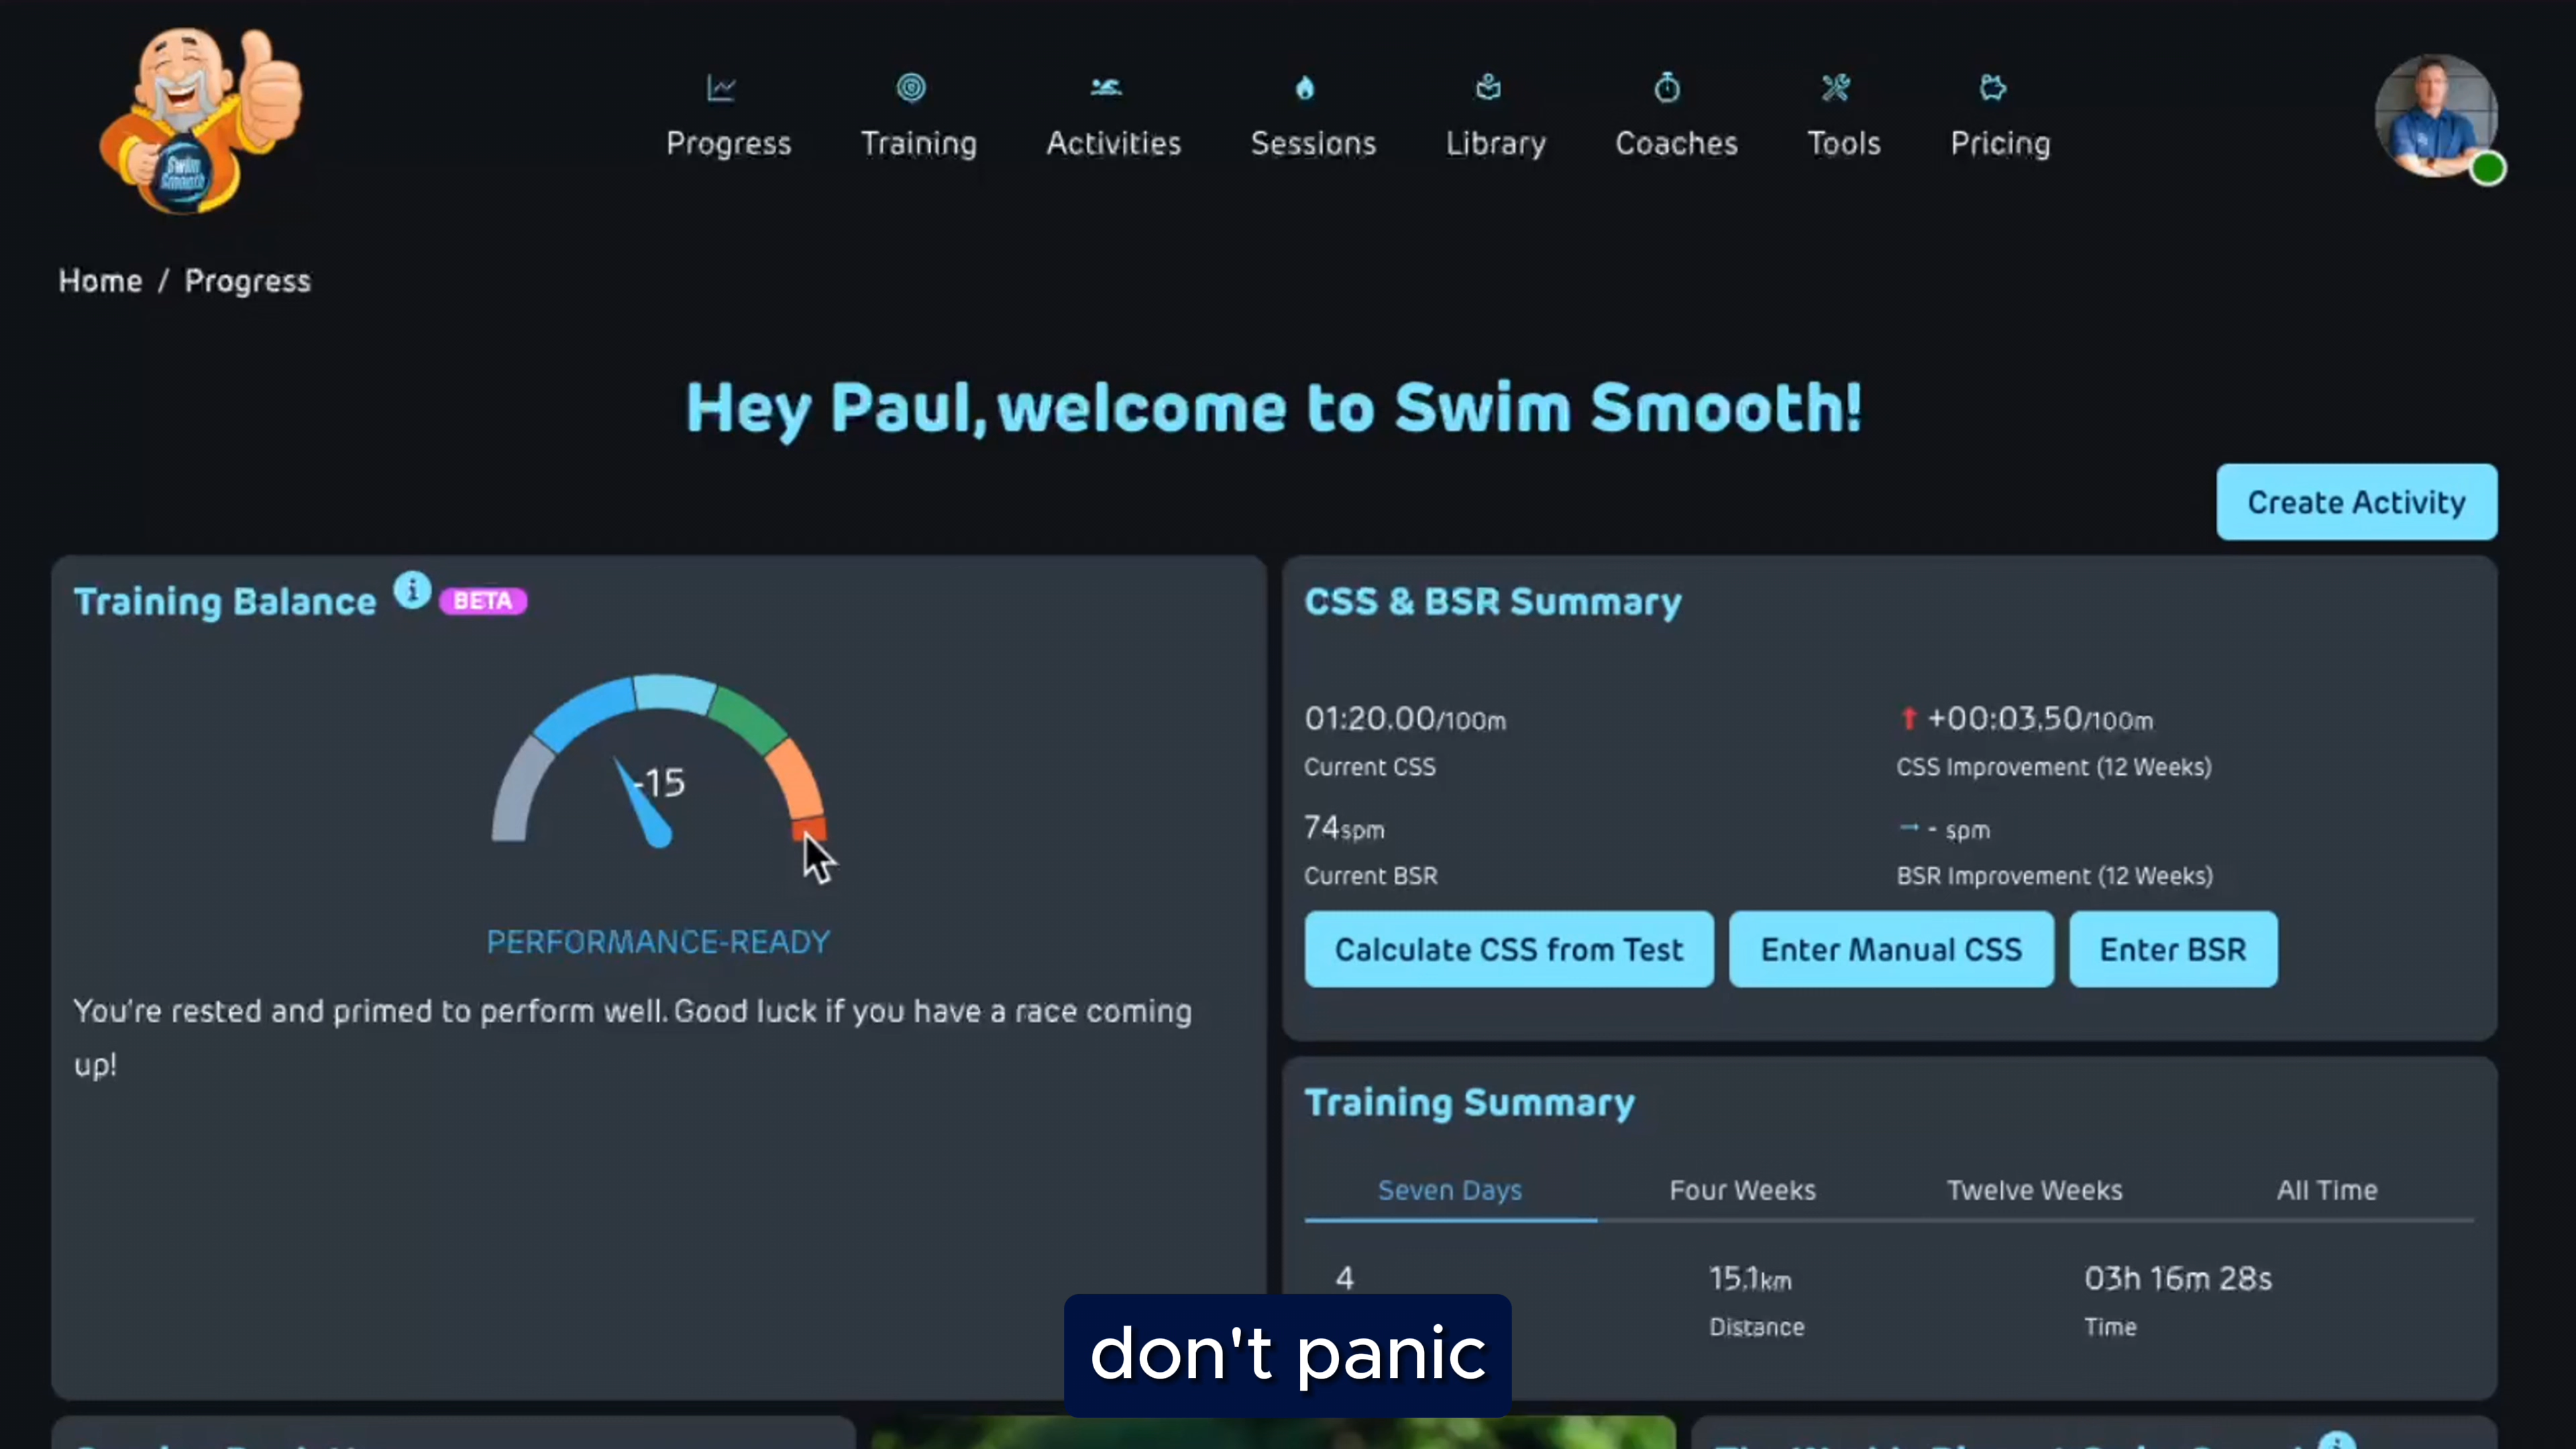 Swim
Smooth
Progress
Training
Activities
Sessions
Library
Coaches
Tools
Pricing
Home / Progress
Hey Paul, welcome to Swim Smooth!
Create Activity
Training Balance i BETA
-15
PERFORMANCE-READY
You're rested and primed to perform well. Good luck if you have a race coming
up!
CSS & BSR Summary
01:20.00/100m
Current CSS
+00:03.50/100m
CSS Improvement (12 Weeks)
74spm
Current BSR
- spm
BSR Improvement (12 Weeks)
Calculate CSS from Test
Enter Manual CSS
Enter BSR
Training Summary
Seven Days
Four Weeks
Twelve Weeks
All Time
4
15.1km
Distance
03h 16m 28s
Time
don't panic